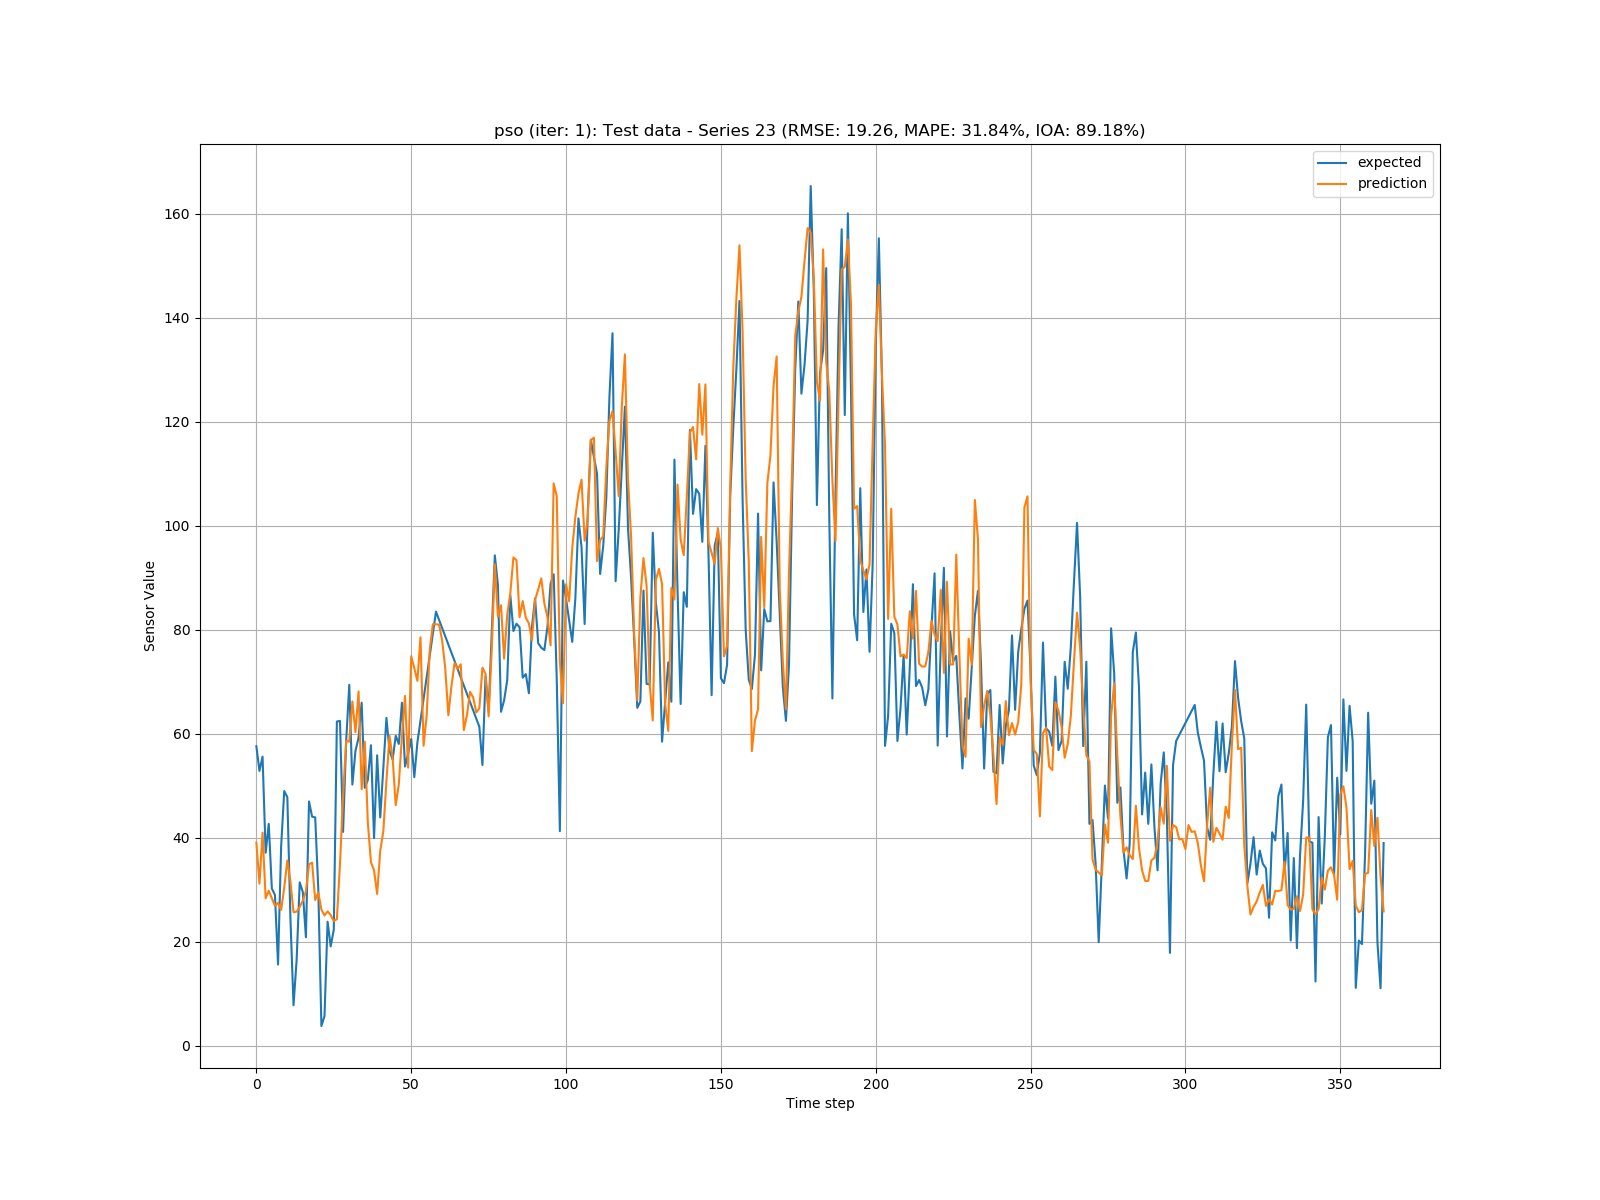 pso (iter: 1): Test data - Series 23 (RMSE: 19.26, MAPE: 31.84%, IOA: 89.18%)
expected
prediction
160
140
120
100
80
60
40
20
0
Sensor Value
0 50 100 150 200 250 300 350
Time step